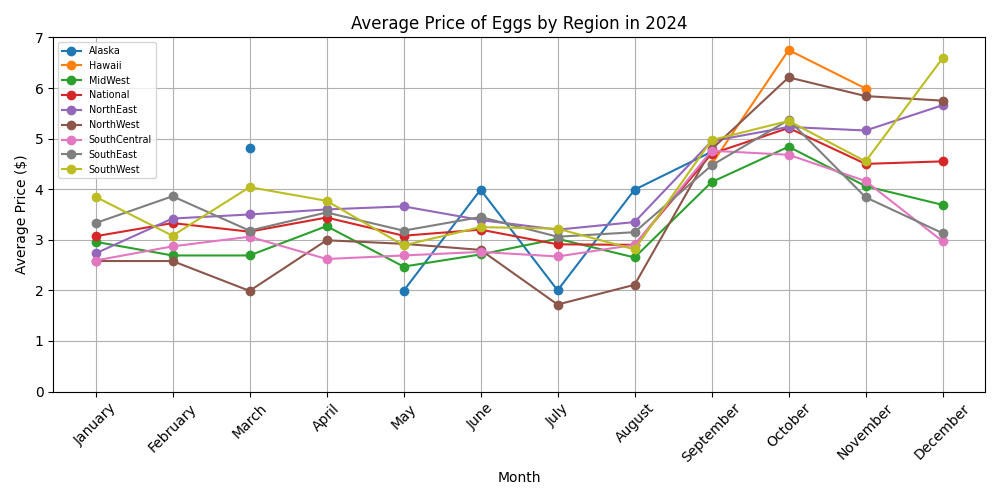 Average Price of Eggs by Region in 2024
Average Price ($)
7
6
5
4
3
2
1
0
Alaska
Hawaii
MidWest
National
NorthEast
NorthWest
SouthCentral
SouthEast
SouthWest
January
February
March
April
May
June
July
August
September
October
November
December
Month